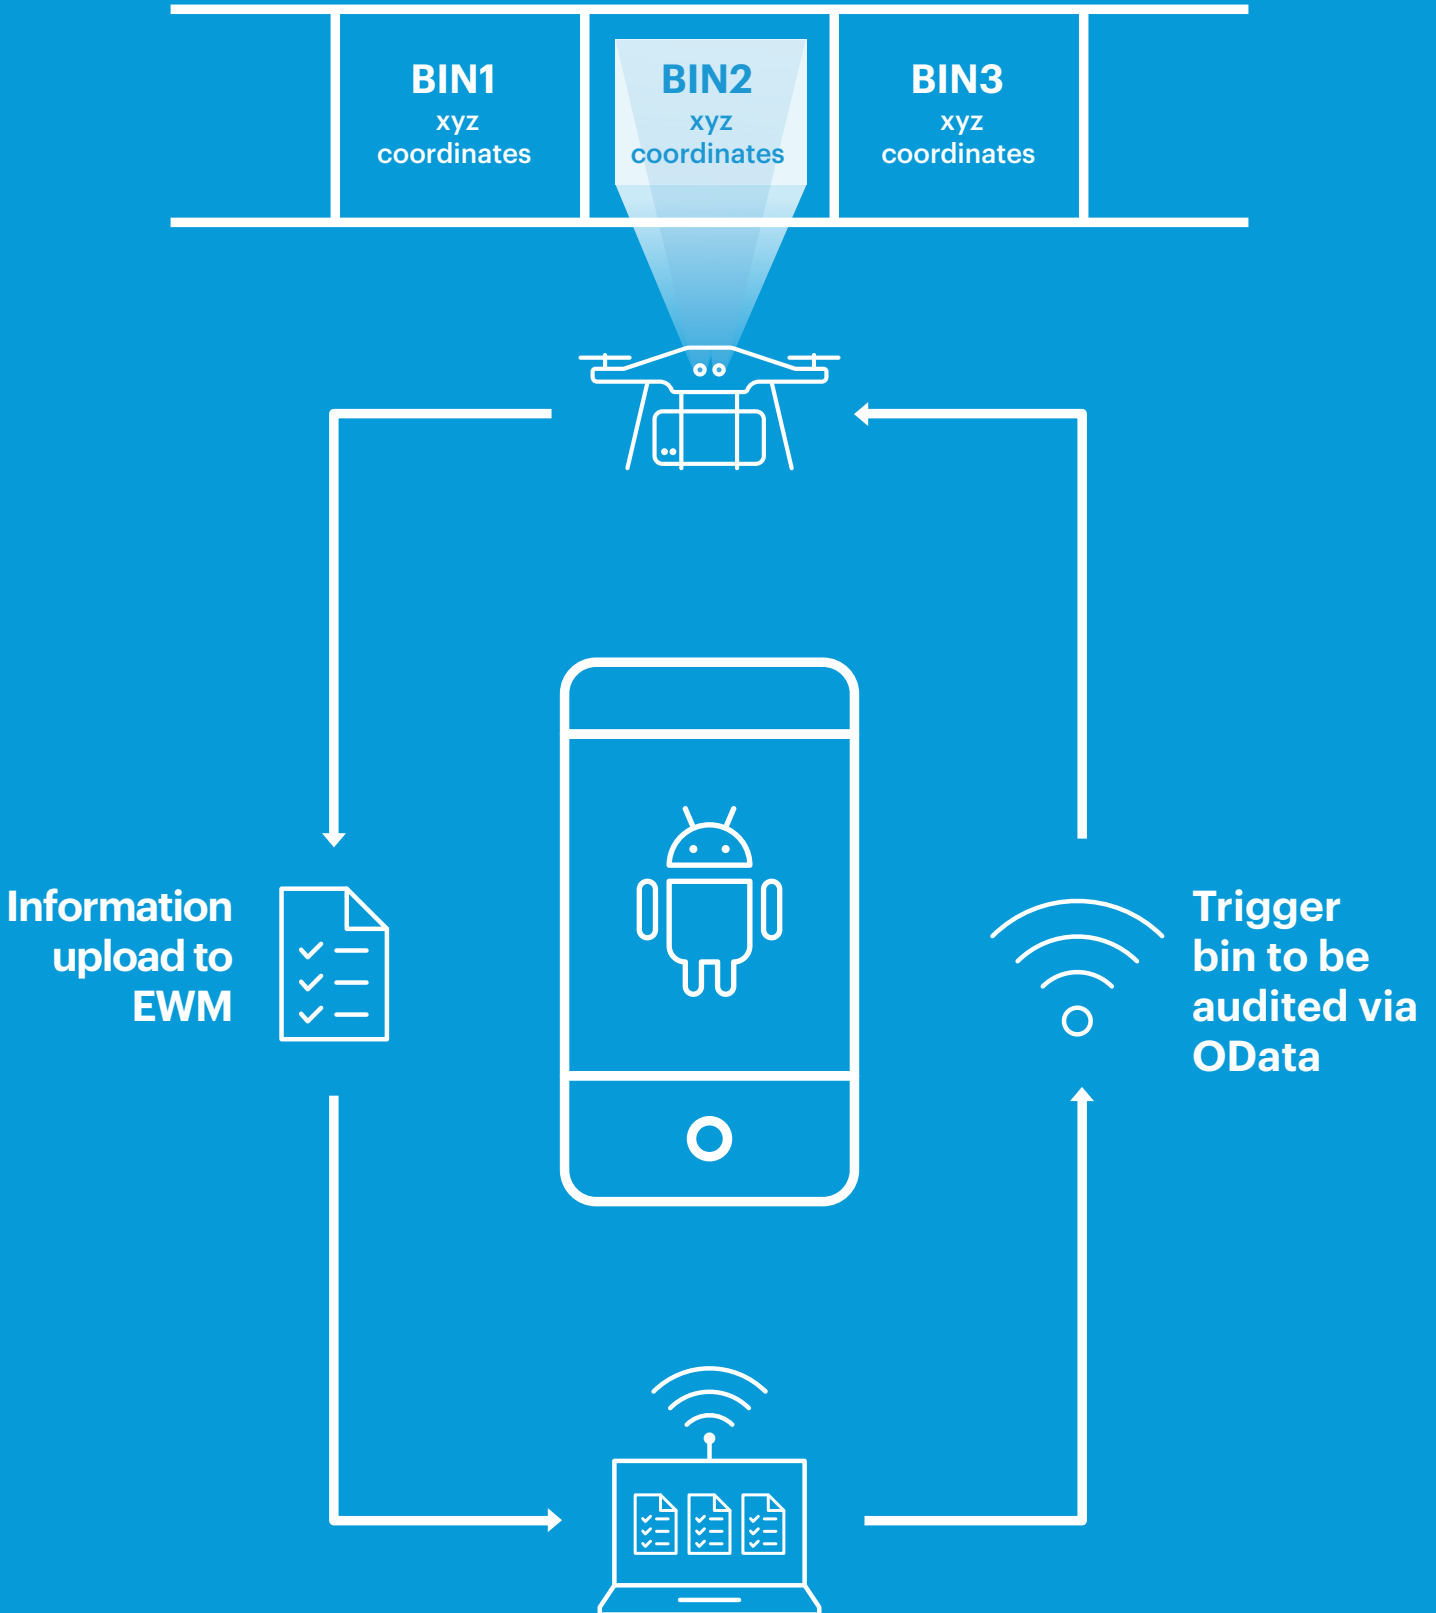 BIN1
xyz
coordinates
BIN2
xyz
coordinates
BIN3
xyz
coordinates
Information
upload to
EWM
Trigger
bin to be
audited via
OData